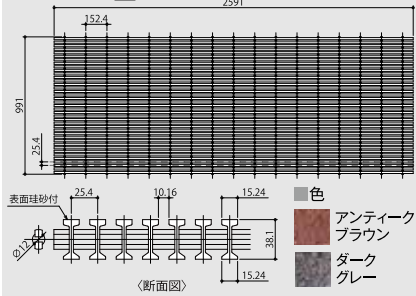 2591
152.4
991
25.4
表面珪砂付
25.4
10.16
15.24
Ø12
38.1
15.24
〈断面図〉
色
アンティーク
ブラウン
ダーク
グレー